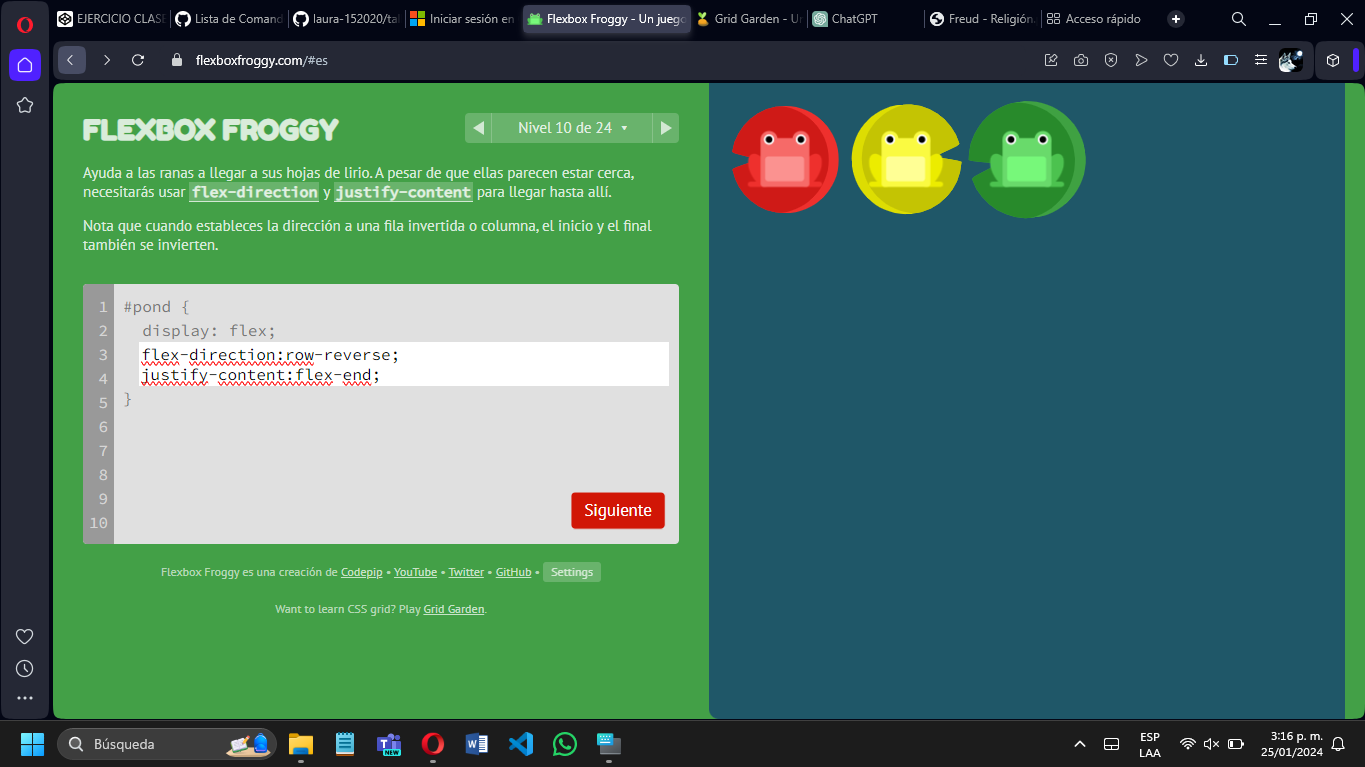 EJERCICIO CLASE
Lista de Comand
laura-152020/tal
Iniciar sesión en
Flexbox Froggy - Un juego
Grid Garden - Un
ChatGPT
Freud - Religión.
Acceso rápido
flexboxfroggy.com/#es
FLEXBOX FROGGY
Nivel 10 de 24
Ayuda a las ranas a llegar a sus hojas de lirio. A pesar de que ellas parecen estar cerca,
necesitarás usar flex-direction y justify-content para llegar hasta allí.
Nota que cuando estableces la dirección a una fila invertida o columna, el inicio y el final
también se invierten.
1 #pond {
2 display: flex;
3 flex-direction:row-reverse;
4 justify-content:flex-end;
5 }
6
7
8
9
10
Siguiente
Flexbox Froggy es una creación de Codepip • YouTube • Twitter • GitHub • Settings
Want to learn CSS grid? Play Grid Garden.
Búsqueda
NEW
ESP
LAA
3:16 p. m.
25/01/2024